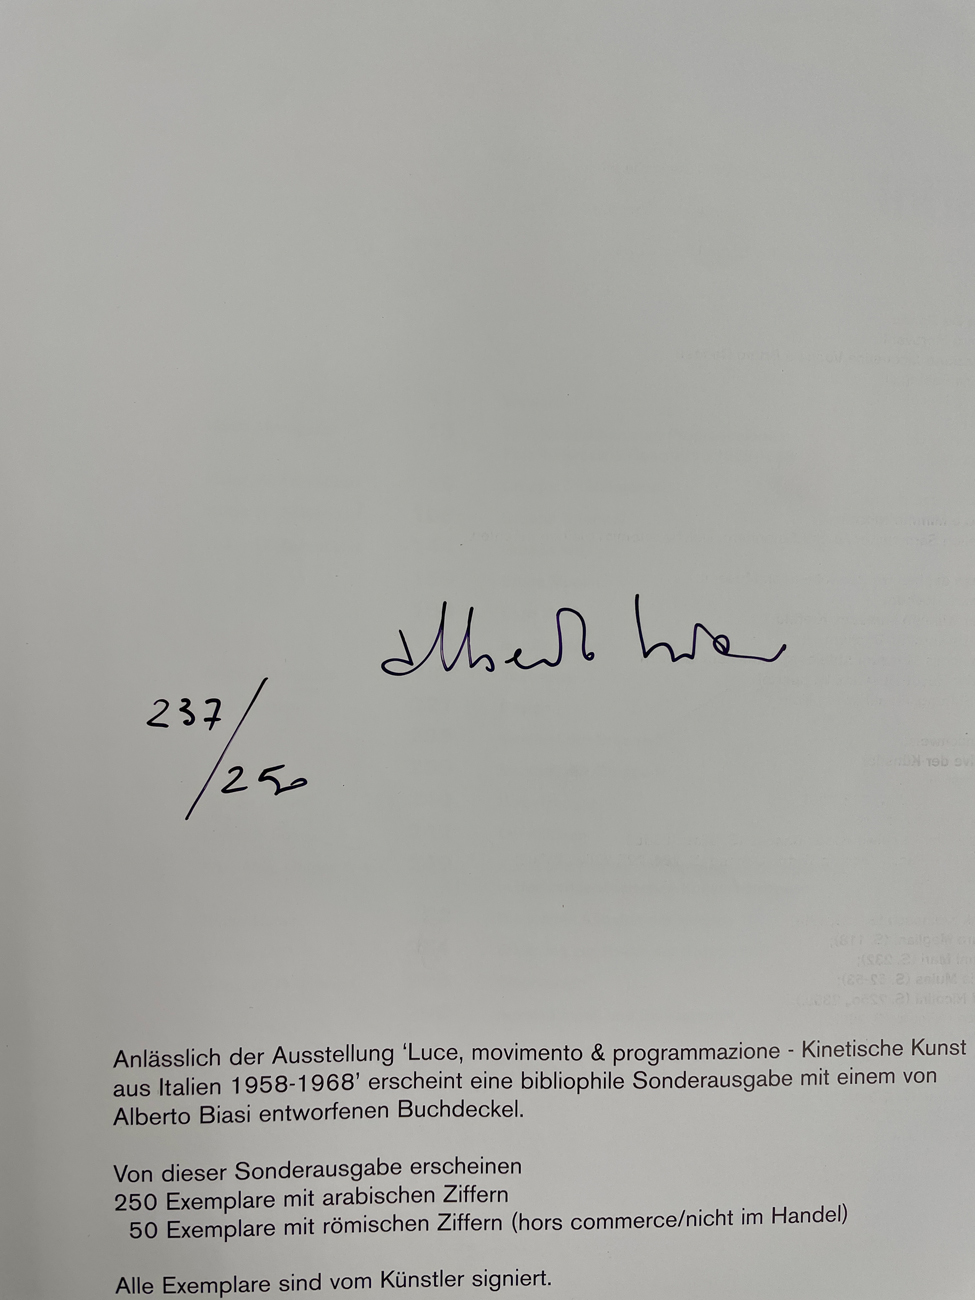 Alberto Biasi
237/
/250
Anlässlich der Ausstellung ‘Luce, movimento & programmazione - Kinetische Kunst
aus Italien 1958-1968’ erscheint eine bibliophile Sonderausgabe mit einem von
Alberto Biasi entworfenen Buchdeckel.
Von dieser Sonderausgabe erscheinen
250 Exemplare mit arabischen Ziffern
50 Exemplare mit römischen Ziffern (hors commerce/nicht im Handel)
Alle Exemplare sind vom Künstler signiert.